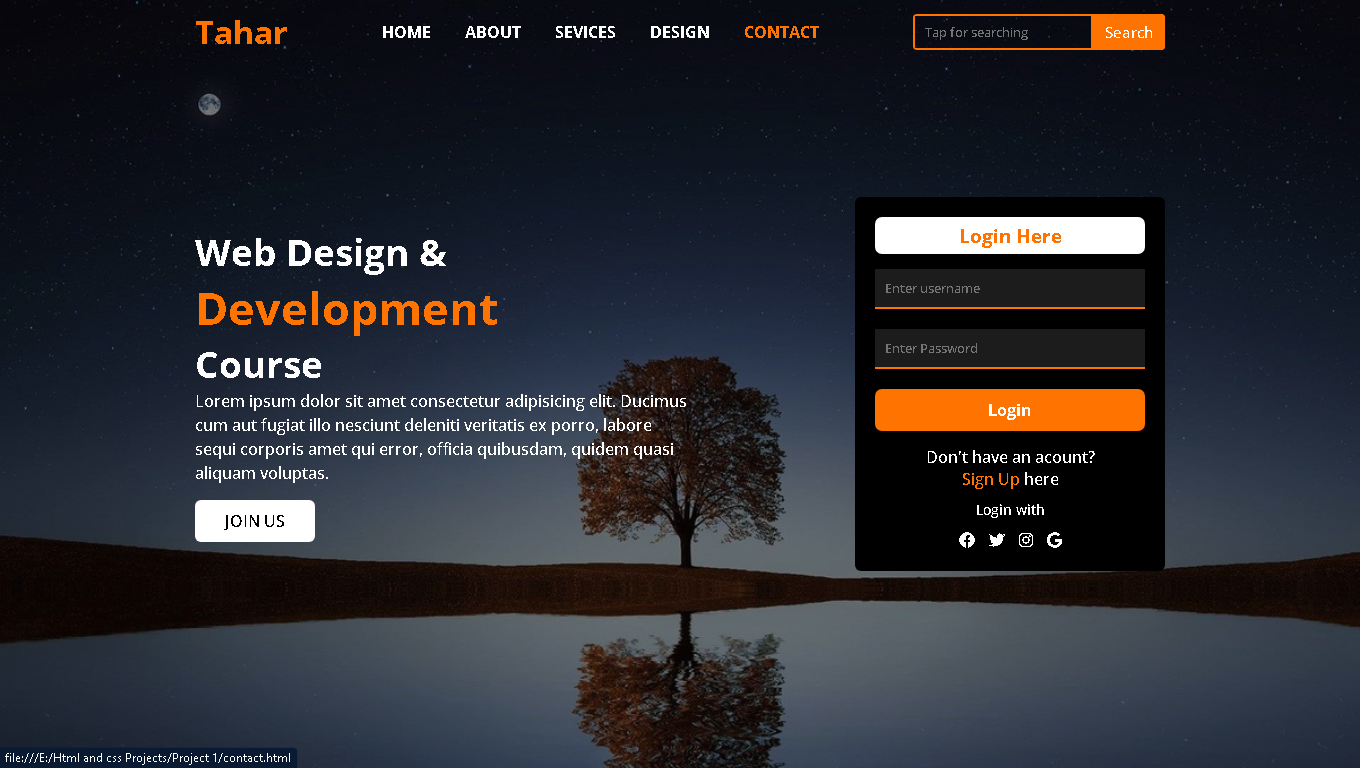 Tahar
HOME ABOUT SEVICES DESIGN CONTACT
Tap for searching Search
Web Design &
Development
Course
Lorem ipsum dolor sit amet consectetur adipisicing elit. Ducimus
cum aut fugiat illo nesciunt deleniti veritatis ex porro, labore
sequi corporis amet qui error, officia quibusdam, quidem quasi
aliquam voluptas.
JOIN US
Login Here
Enter username
Enter Password
Login
Don't have an acount?
Sign Up here
Login with
file:///E:/Html and css Projects/Project 1/contact.html